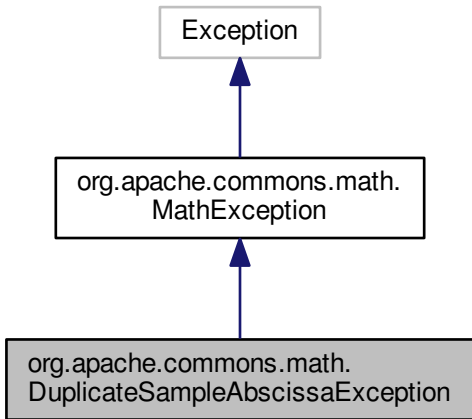 Exception
org.apache.commons.math.
MathException
org.apache.commons.math.
DuplicateSampleAbscissaException